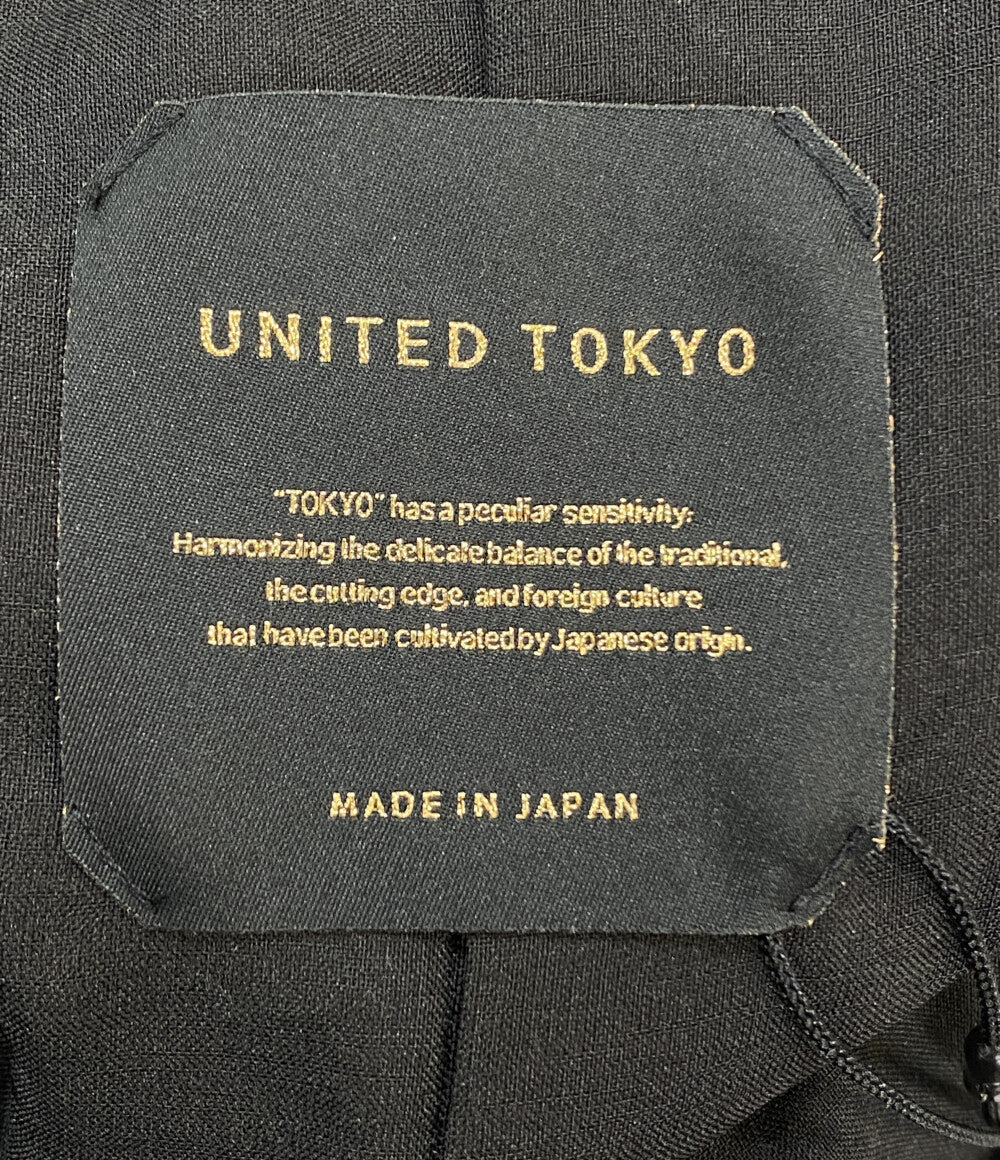 UNITED TOKYO
"TOKYO" has a peculiar sensitivity:
Harmonizing the delicate balance of the traditional,
the cutting edge, and foreign culture
that have been cultivated by Japanese origin.
MADE IN JAPAN